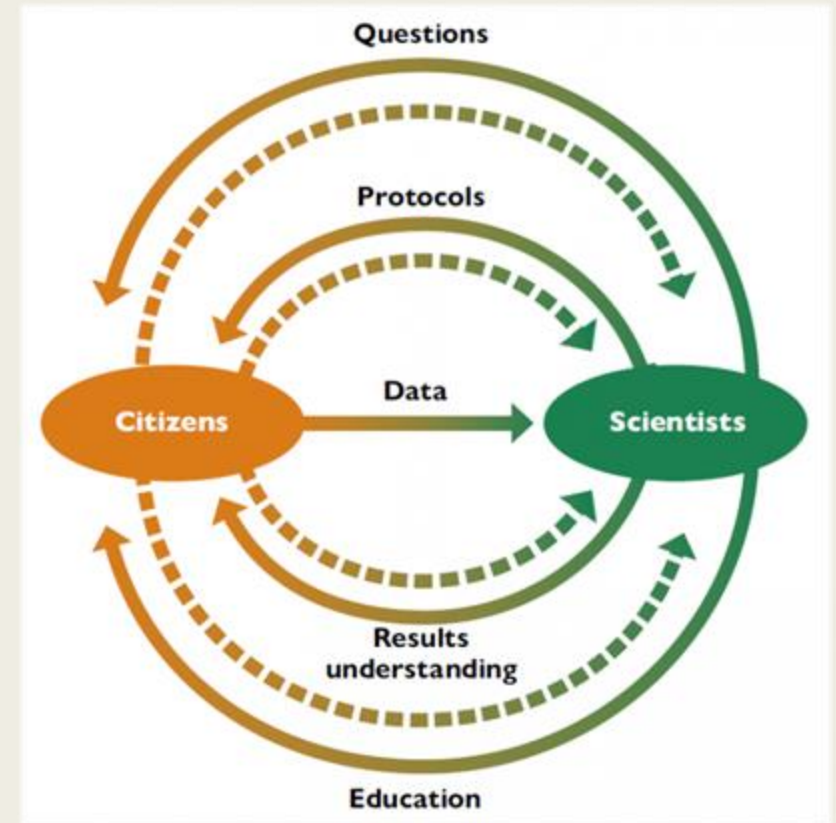 Questions
Protocols
Data
Citizens
Scientists
Results
understanding
Education